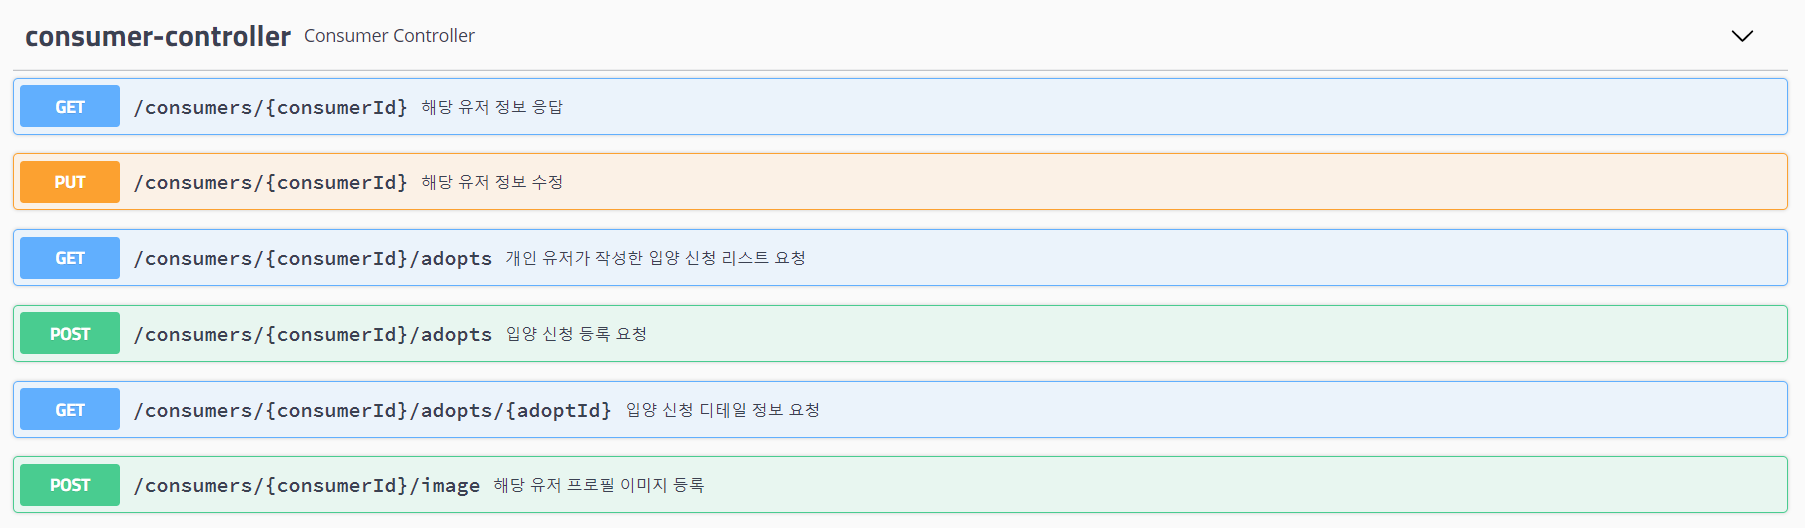 consumer-controller Consumer Controller
GET /consumers/{consumerId} 해당 유저 정보 응답
PUT /consumers/{consumerId} 해당 유저 정보 수정
GET /consumers/{consumerId}/adopts 개인 유저가 작성한 입양 신청 리스트 요청
POST /consumers/{consumerId}/adopts 입양 신청 등록 요청
GET /consumers/{consumerId}/adopts/{adoptId} 입양 신청 디테일 정보 요청
POST /consumers/{consumerId}/image 해당 유저 프로필 이미지 등록